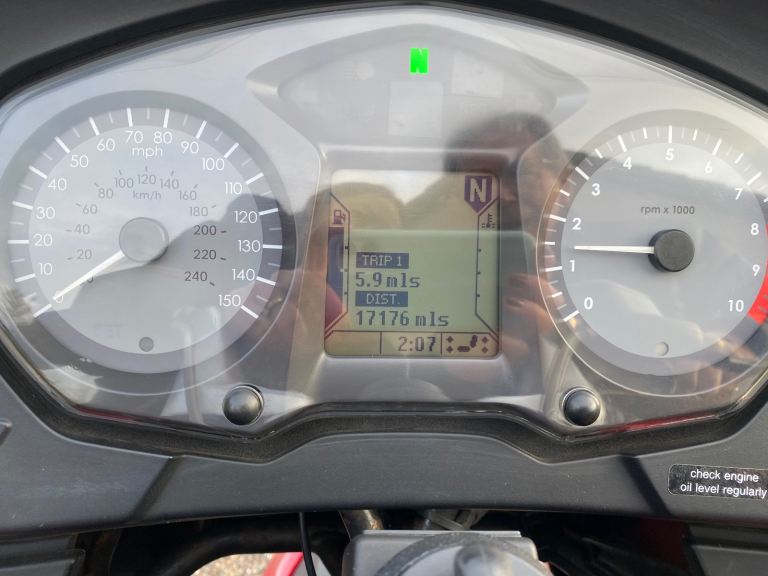 N
70 80
60 mph 90
50 100
40 110
30 120
20 130
10 140
0 150
100 120 140
80 km/h 160
60 180
40 200
20 220
0 240
N
TRIP 1
5.9 mls
DIST.
17176 mls
2:07
4 5 6
3 7
2 8
1 9
0 10
rpm x 1000
check engine
oil level regularly